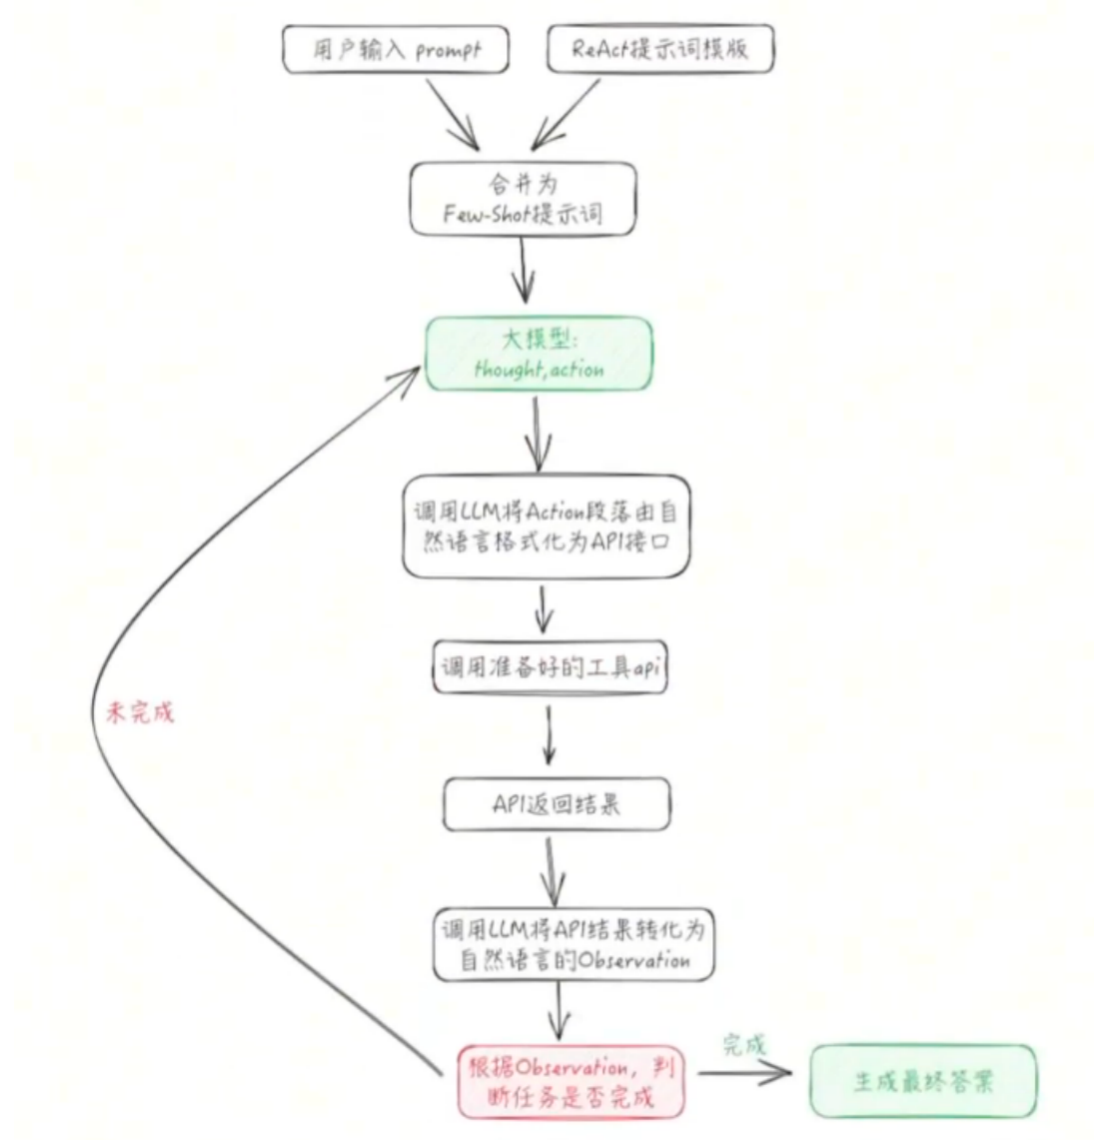 用户输入 prompt
ReAct提示词模版
合并为
Few-Shot提示词
大模型:
thought,action
调用LLM将Action段落由自
然语言格式化为API接口
调用准备好的工具api
未完成
API返回结果
调用LLM将API结果转化为
自然语言的Observation
完成
根据Observation，判
断任务是否完成
生成最终答案